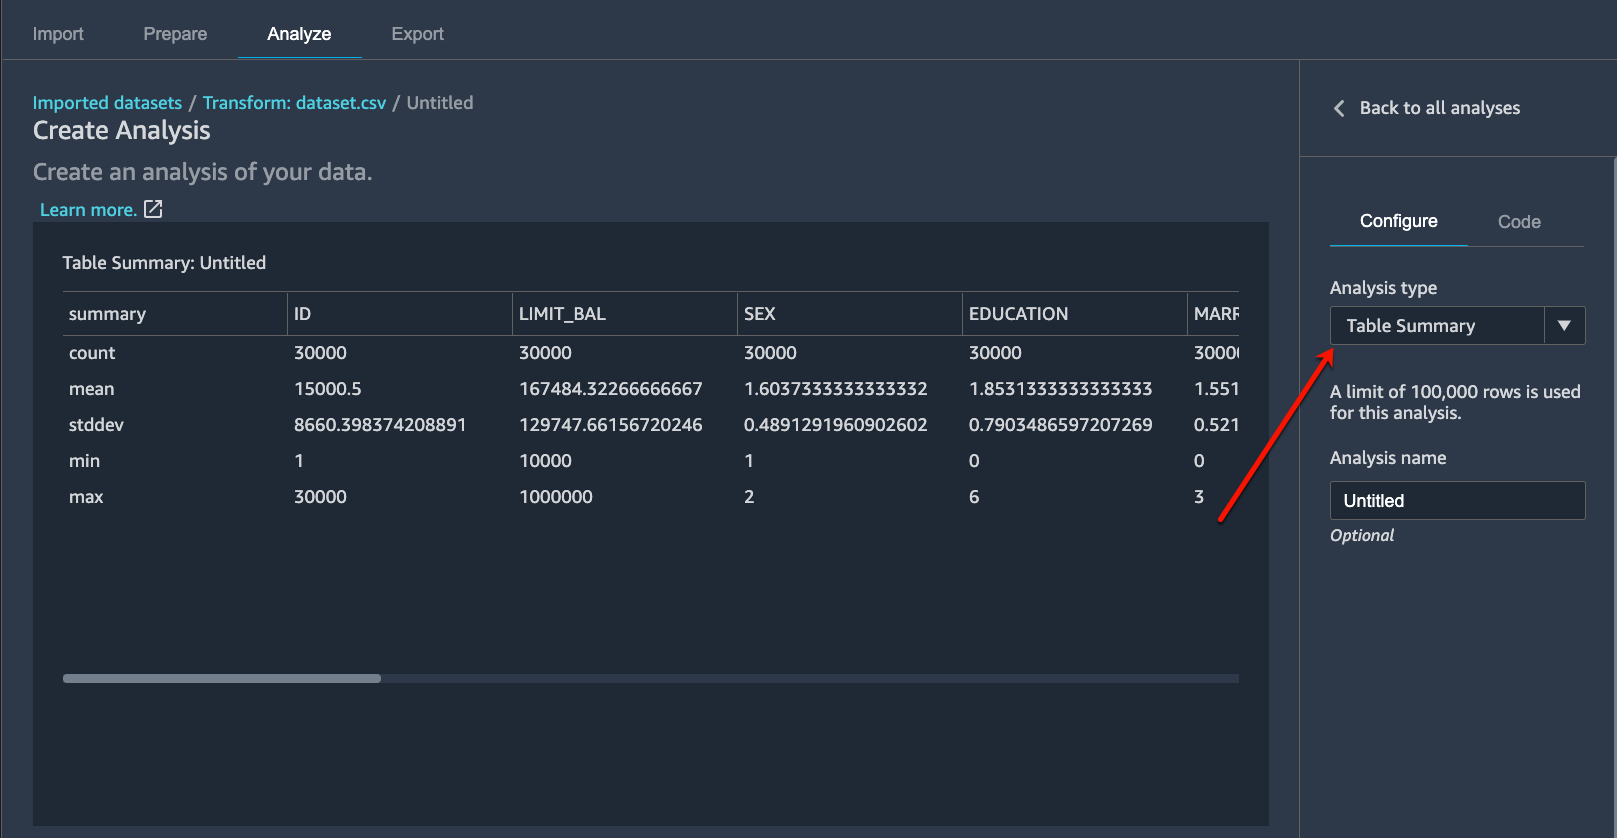 Import Prepare Analyze Export
Imported datasets / Transform: dataset.csv / Untitled
Create Analysis
Create an analysis of your data.
Learn more.
Table Summary: Untitled
summary ID LIMIT_BAL SEX EDUCATION MARR
count 30000 30000 30000 30000 3000
mean 15000.5 167484.32266666667 1.6037333333333332 1.8531333333333333 1.551
stddev 8660.398374208891 129747.66156720246 0.4891291960902602 0.7903486597207269 0.521
min 1 10000 1 0 0
max 30000 1000000 2 6 3
Back to all analyses
Configure Code
Analysis type
Table Summary
A limit of 100,000 rows is used
for this analysis.
Analysis name
Untitled
Optional